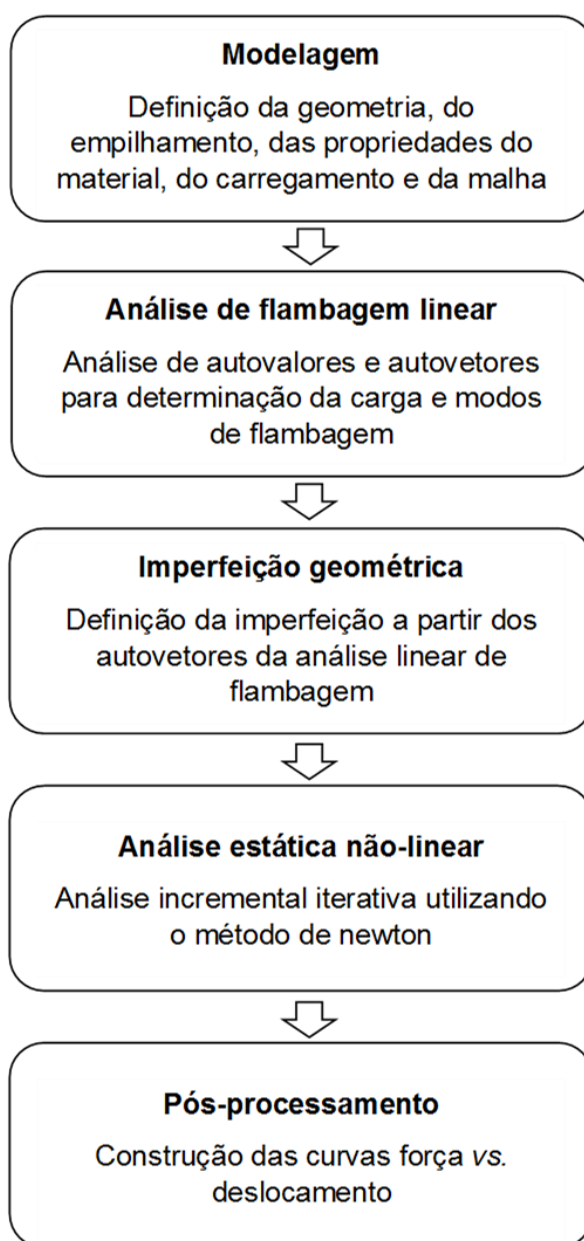 Modelagem
Definição da geometria, do
empilhamento, das propriedades do
material, do carregamento e da malha
Análise de flambagem linear
Análise de autovalores e autovetores
para determinação da carga e modos
de flambagem
Imperfeição geométrica
Definição da imperfeição a partir dos
autovetores da análise linear de
flambagem
Análise estática não-linear
Análise incremental iterativa utilizando
o método de newton
Pós-processamento
Construção das curvas força vs.
deslocamento